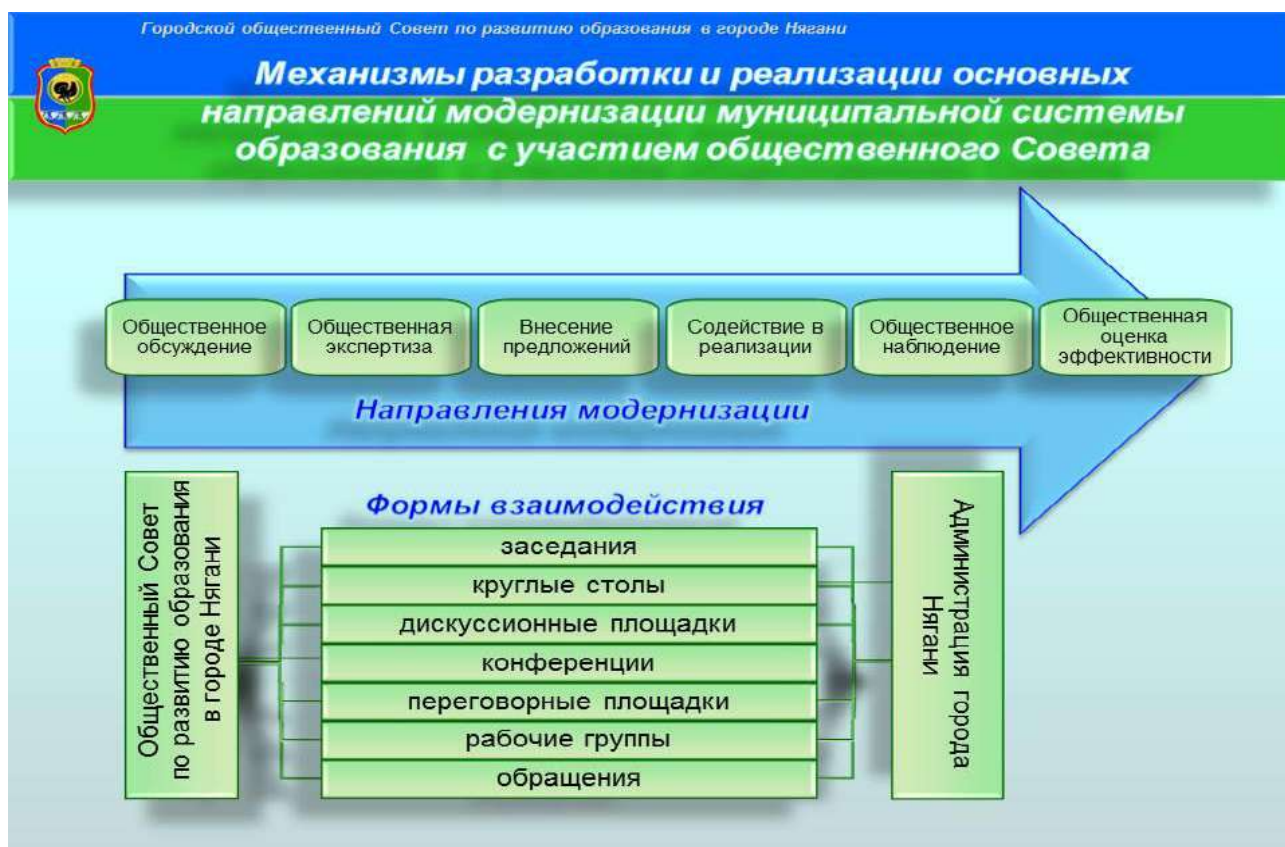 Городской общественный Совет по развитию образования в городе Нягани
Механизмы разработки и реализации основных
направлений модернизации муниципальной системы
образования с участием общественного Совета
Общественное
обсуждение
Общественная
экспертиза
Внесение
предложений
Содействие в
реализации
Общественное
наблюдение
Общественная
оценка
эффективности
Направления модернизации
Общественный Совет
по развитию образования
в городе Нягани
Формы взаимодействия
заседания
круглые столы
дискуссионные площадки
конференции
переговорные площадки
рабочие группы
обращения
Администрация города
Нягани